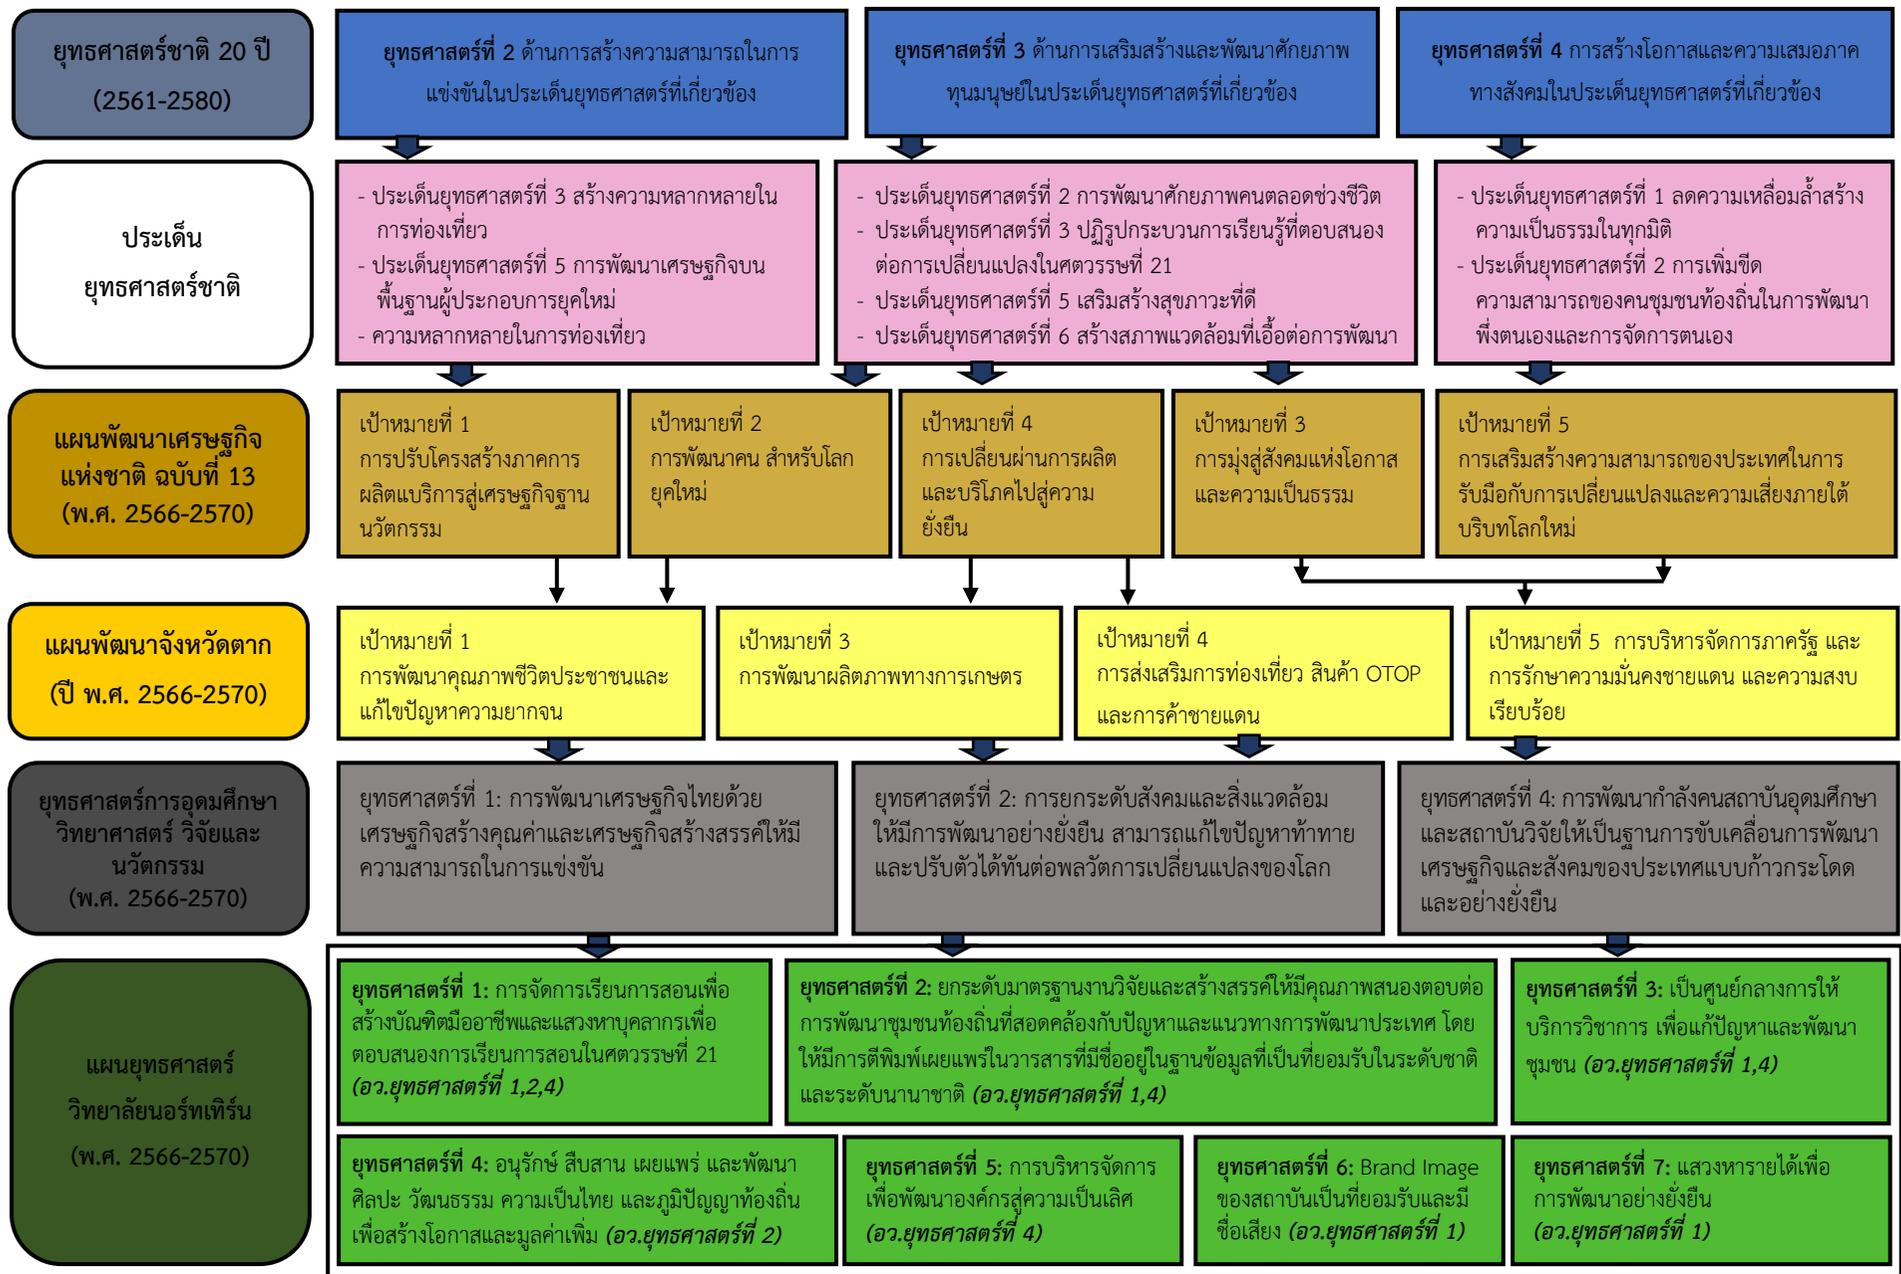 ยุทธศาสตร์ชาติ 20 ปี
(2561-2580)
ยุทธศาสตร์ที่ 2 ด้านการสร้างความสามารถในการ
แข่งขันในประเด็นยุทธศาสตร์ที่เกี่ยวข้อง
ยุทธศาสตร์ที่ 3 ด้านการเสริมสร้างและพัฒนาศักยภาพ
ทุนมนุษย์ในประเด็นยุทธศาสตร์ที่เกี่ยวข้อง
ยุทธศาสตร์ที่ 4 การสร้างโอกาสและความเสมอภาค
ทางสังคมในประเด็นยุทธศาสตร์ที่เกี่ยวข้อง
ประเด็น
ยุทธศาสตร์ชาติ
- ประเด็นยุทธศาสตร์ที่ 3 สร้างความหลากหลายใน
การท่องเที่ยว
- ประเด็นยุทธศาสตร์ที่ 5 การพัฒนาเศรษฐกิจบน
พื้นฐานผู้ประกอบการยุคใหม่
- ความหลากหลายในการท่องเที่ยว
- ประเด็นยุทธศาสตร์ที่ 2 การพัฒนาศักยภาพคนตลอดช่วงชีวิต
- ประเด็นยุทธศาสตร์ที่ 3 ปฏิรูปกระบวนการเรียนรู้ที่ตอบสนอง
ต่อการเปลี่ยนแปลงในศตวรรษที่ 21
- ประเด็นยุทธศาสตร์ที่ 5 เสริมสร้างสุขภาวะที่ดี
- ประเด็นยุทธศาสตร์ที่ 6 สร้างสภาพแวดล้อมที่เอื้อต่อการพัฒนา
- ประเด็นยุทธศาสตร์ที่ 1 ลดความเหลื่อมล้ำสร้าง
ความเป็นธรรมในทุกมิติ
- ประเด็นยุทธศาสตร์ที่ 2 การเพิ่มขีด
ความสามารถของคนชุมชนท้องถิ่นในการพัฒนา
พึ่งตนเองและการจัดการตนเอง
แผนพัฒนาเศรษฐกิจ
แห่งชาติ ฉบับที่ 13
(พ.ศ. 2566-2570)
เป้าหมายที่ 1
การปรับโครงสร้างภาคการ
ผลิตแบริการสู่เศรษฐกิจฐาน
นวัตกรรม
เป้าหมายที่ 2
การพัฒนาคน สำหรับโลก
ยุคใหม่
เป้าหมายที่ 4
การเปลี่ยนผ่านการผลิต
และบริโภคไปสู่ความ
ยั่งยืน
เป้าหมายที่ 3
การมุ่งสู่สังคมแห่งโอกาส
และความเป็นธรรม
เป้าหมายที่ 5
การเสริมสร้างความสามารถของประเทศในการ
รับมือกับการเปลี่ยนแปลงและความเสี่ยงภายใต้
บริบทโลกใหม่
แผนพัฒนาจังหวัดตาก
(ปี พ.ศ. 2566-2570)
เป้าหมายที่ 1
การพัฒนาคุณภาพชีวิตประชาชนและ
แก้ไขปัญหาความยากจน
เป้าหมายที่ 3
การพัฒนาผลิตภาพทางการเกษตร
เป้าหมายที่ 4
การส่งเสริมการท่องเที่ยว สินค้า OTOP
และการค้าชายแดน
เป้าหมายที่ 5 การบริหารจัดการภาครัฐ และ
การรักษาความมั่นคงชายแดน และความสงบ
เรียบร้อย
ยุทธศาสตร์การอุดมศึกษา
วิทยาศาสตร์ วิจัยและ
นวัตกรรม
(พ.ศ. 2566-2570)
ยุทธศาสตร์ที่ 1: การพัฒนาเศรษฐกิจไทยด้วย
เศรษฐกิจสร้างคุณค่าและเศรษฐกิจสร้างสรรค์ให้มี
ความสามารถในการแข่งขัน
ยุทธศาสตร์ที่ 2: การยกระดับสังคมและสิ่งแวดล้อม
ให้มีการพัฒนาอย่างยั่งยืน สามารถแก้ไขปัญหาท้าทาย
และปรับตัวได้ทันต่อพลวัตการเปลี่ยนแปลงของโลก
ยุทธศาสตร์ที่ 4: การพัฒนากำลังคนสถาบันอุดมศึกษา
และสถาบันวิจัยให้เป็นฐานการขับเคลื่อนการพัฒนา
เศรษฐกิจและสังคมของประเทศแบบก้าวกระโดด
และอย่างยั่งยืน
แผนยุทธศาสตร์
วิทยาลัยนอร์ทเทิร์น
(พ.ศ. 2566-2570)
ยุทธศาสตร์ที่ 1: การจัดการเรียนการสอนเพื่อ
สร้างบัณฑิตมืออาชีพและแสวงหาบุคลากรเพื่อ
ตอบสนองการเรียนการสอนในศตวรรษที่ 21
(อว.ยุทธศาสตร์ที่ 1,2,4)
ยุทธศาสตร์ที่ 2: ยกระดับมาตรฐานงานวิจัยและสร้างสรรค์ให้มีคุณภาพสนองตอบต่อ
การพัฒนาชุมชนท้องถิ่นที่สอดคล้องกับปัญหาและแนวทางการพัฒนาประเทศ โดย
ให้มีการตีพิมพ์เผยแพร่ในวารสารที่มีชื่ออยู่ในฐานข้อมูลที่เป็นที่ยอมรับในระดับชาติ
และระดับนานาชาติ (อว.ยุทธศาสตร์ที่ 1,4)
ยุทธศาสตร์ที่ 3: เป็นศูนย์กลางการให้
บริการวิชาการ เพื่อแก้ปัญหาและพัฒนา
ชุมชน (อว.ยุทธศาสตร์ที่ 1,4)
ยุทธศาสตร์ที่ 4: อนุรักษ์ สืบสาน เผยแพร่ และพัฒนา
ศิลปะ วัฒนธรรม ความเป็นไทย และภูมิปัญญาท้องถิ่น
เพื่อสร้างโอกาสและมูลค่าเพิ่ม (อว.ยุทธศาสตร์ที่ 2)
ยุทธศาสตร์ที่ 5: การบริหารจัดการ
เพื่อพัฒนาองค์กรสู่ความเป็นเลิศ
(อว.ยุทธศาสตร์ที่ 4)
ยุทธศาสตร์ที่ 6: Brand Image
ของสถาบันเป็นที่ยอมรับและมี
ชื่อเสียง (อว.ยุทธศาสตร์ที่ 1)
ยุทธศาสตร์ที่ 7: แสวงหารายได้เพื่อ
การพัฒนาอย่างยั่งยืน
(อว.ยุทธศาสตร์ที่ 1)